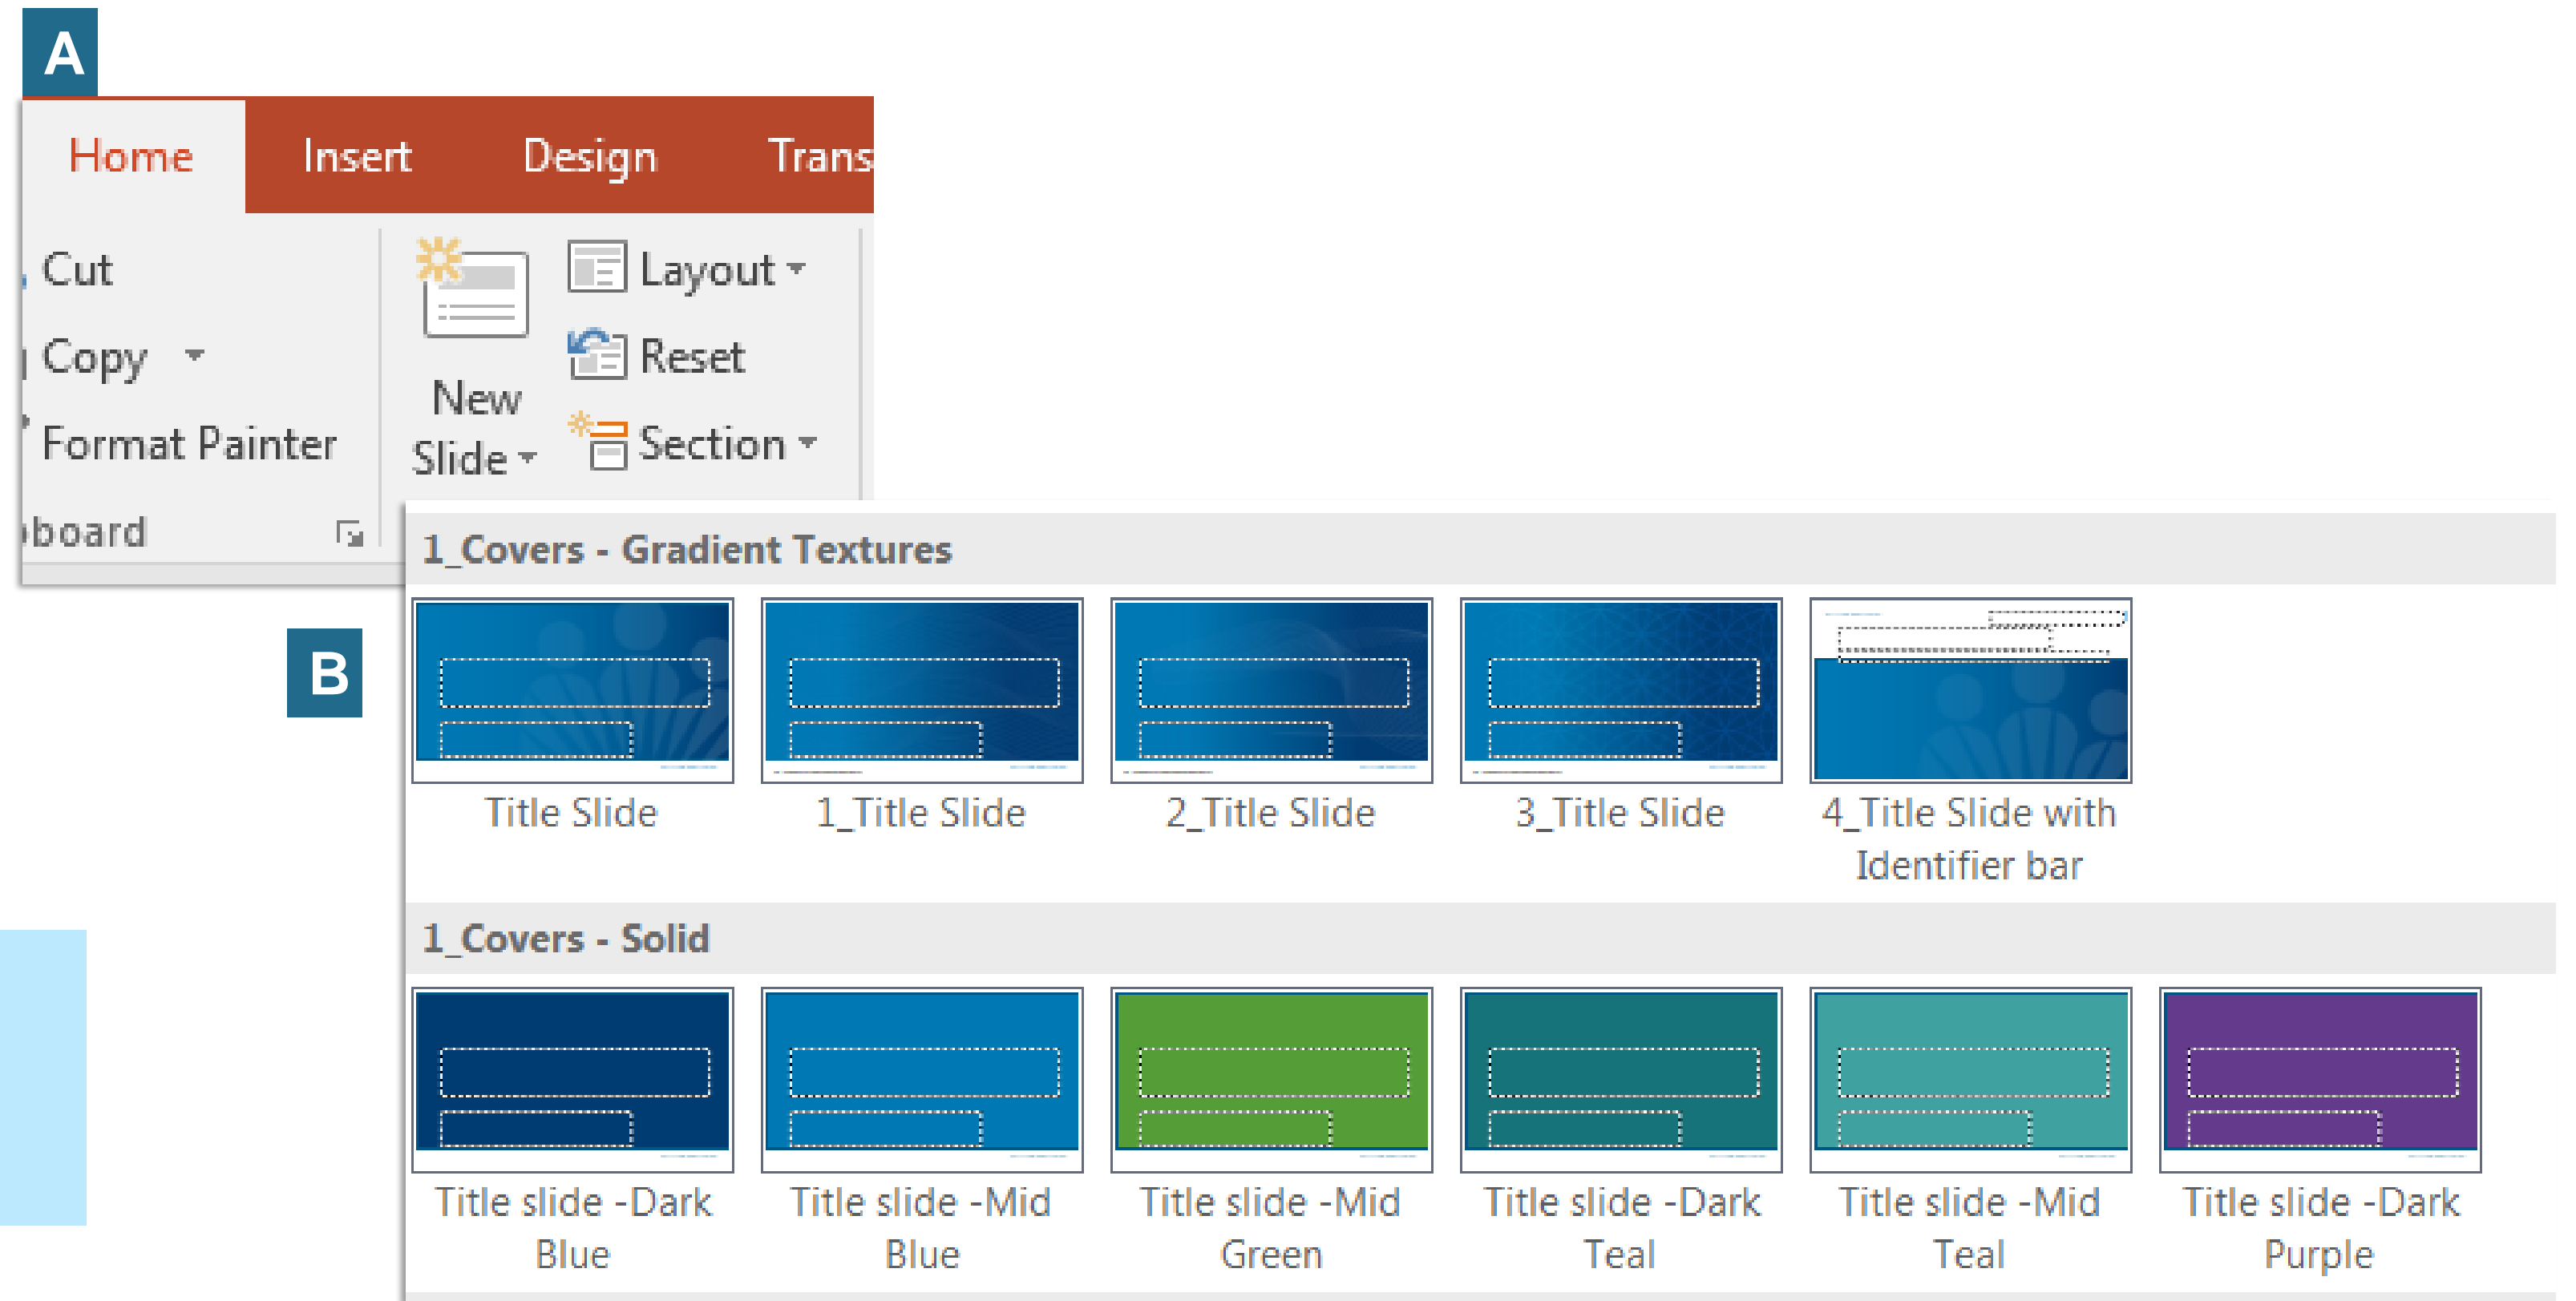 A
Home Insert Design Trans
Cut
Copy
Format Painter
board
New
Slide
Layout
Reset
Section
B
1_Covers - Gradient Textures
Title Slide
1_Title Slide
2_Title Slide
3_Title Slide
4_Title Slide with
Identifier bar
1_Covers - Solid
Title slide -Dark
Blue
Title slide -Mid
Blue
Title slide -Mid
Green
Title slide -Dark
Teal
Title slide -Mid
Teal
Title slide -Dark
Purple